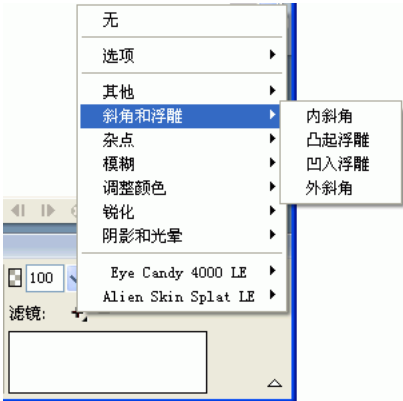 无
选项
其他
斜角和浮雕
杂点
模糊
调整颜色
锐化
阴影和光晕
Eye Candy 4000 LE
Alien Skin Splat LE
内斜角
凸起浮雕
凹入浮雕
外斜角
100
滤镜: